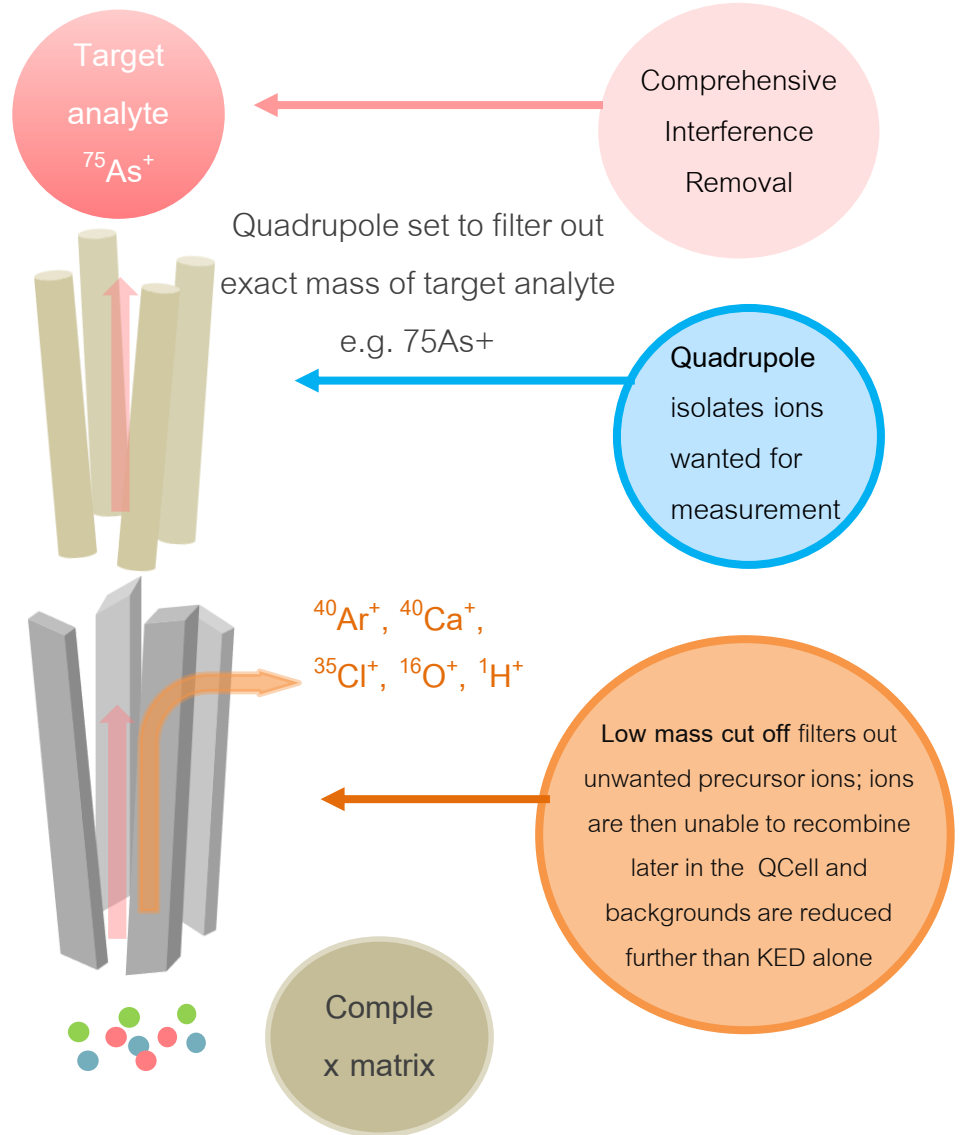 Target
analyte
⁷⁵As⁺
Comprehensive
Interference
Removal
Quadrupole set to filter out
exact mass of target analyte
e.g. 75As+
Quadrupole
isolates ions
wanted for
measurement
⁴⁰Ar⁺, ⁴⁰Ca⁺,
³⁵Cl⁺, ¹⁶O⁺, ¹H⁺
Low mass cut off filters out
unwanted precursor ions; ions
are then unable to recombine
later in the QCell and
backgrounds are reduced
further than KED alone
Comple
x matrix